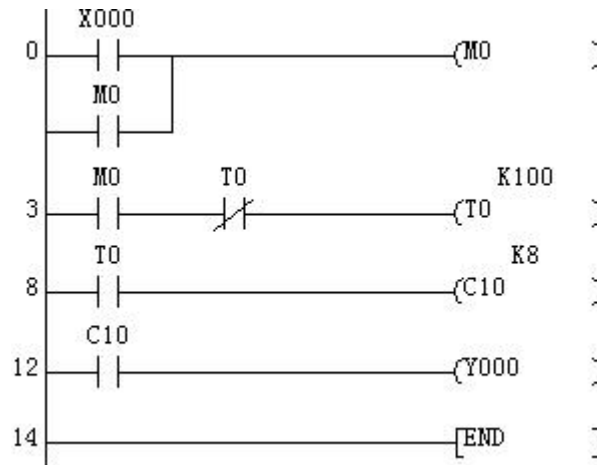 X000
0 (M0 )
M0
M0 T0 K100
3 (T0 )
T0 K8
8 (C10 )
C10
12 (Y000 )
14 [END ]